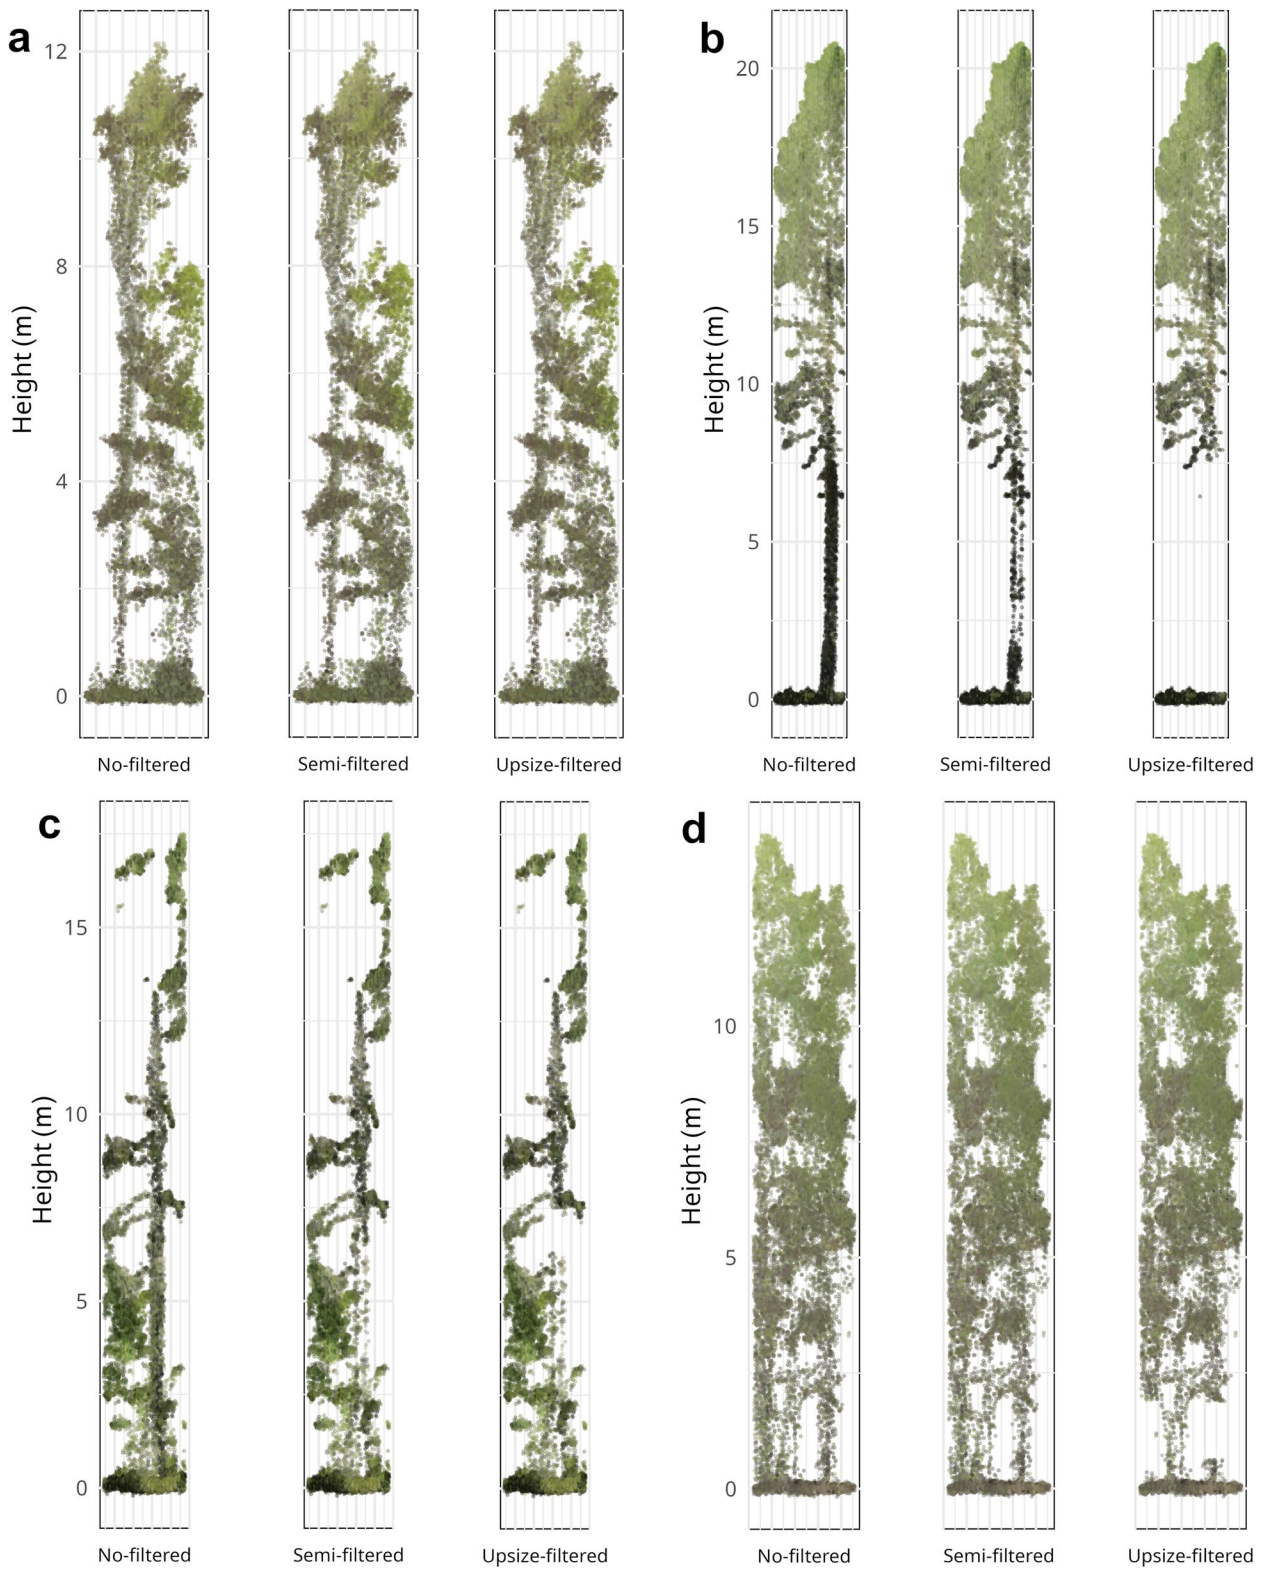 a
12
8
4
0
Height (m)
No-filtered
Semi-filtered
Upsize-filtered
b
20
15
10
5
0
Height (m)
No-filtered
Semi-filtered
Upsize-filtered
c
15
10
5
0
Height (m)
No-filtered
Semi-filtered
Upsize-filtered
d
10
5
0
Height (m)
No-filtered
Semi-filtered
Upsize-filtered